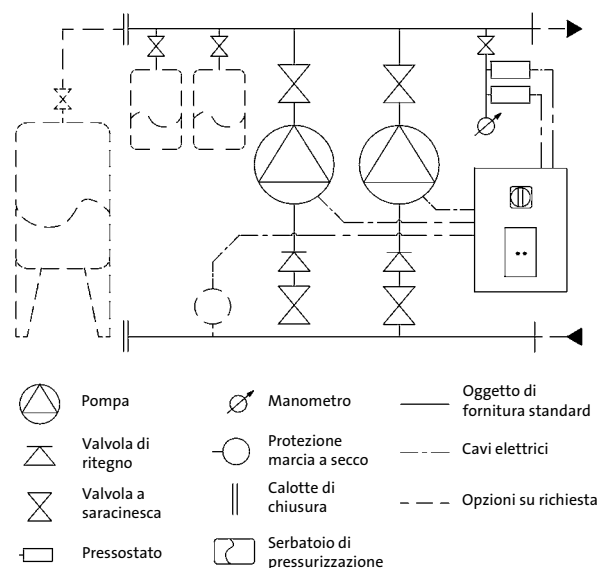 Pompa
Manometro
Oggetto di
fornitura standard
Valvola di
ritegno
Protezione
marcia a secco
Cavi elettrici
Valvola a
saracinesca
Calotte di
chiusura
Opzioni su richiesta
Pressostato
Serbatoio di
pressurizzazione